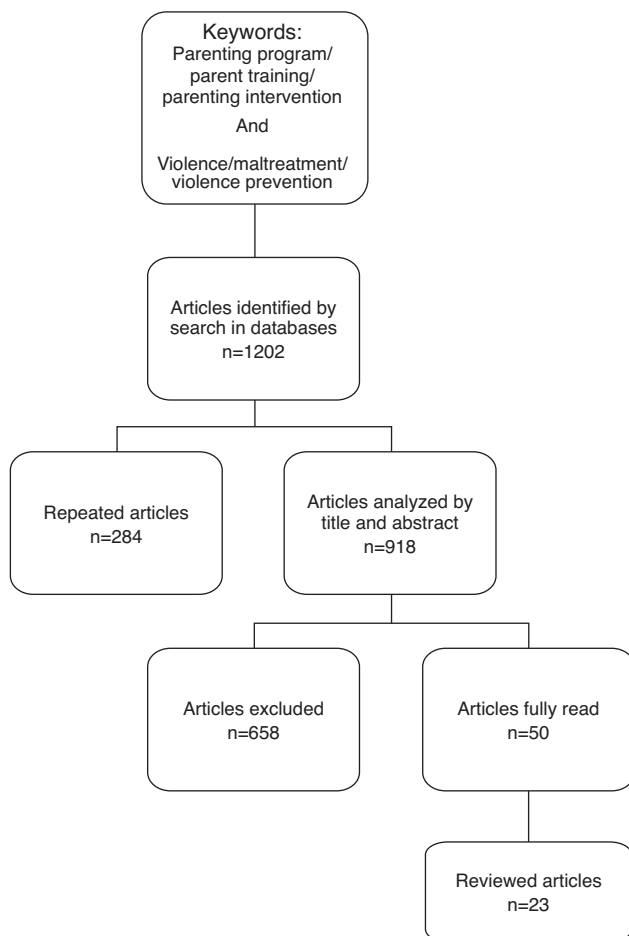 Keywords:
Parenting program/
parent training/
parenting intervention
And
Violence/maltreatment/
violence prevention
Articles identified by
search in databases
n=1202
Repeated articles
n=284
Articles analyzed by
title and abstract
n=918
Articles excluded
n=658
Articles fully read
n=50
Reviewed articles
n=23